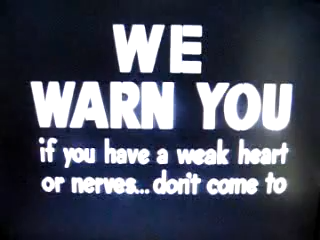 WE
WARN YOU
if you have a weak heart
or nerves... don't come to